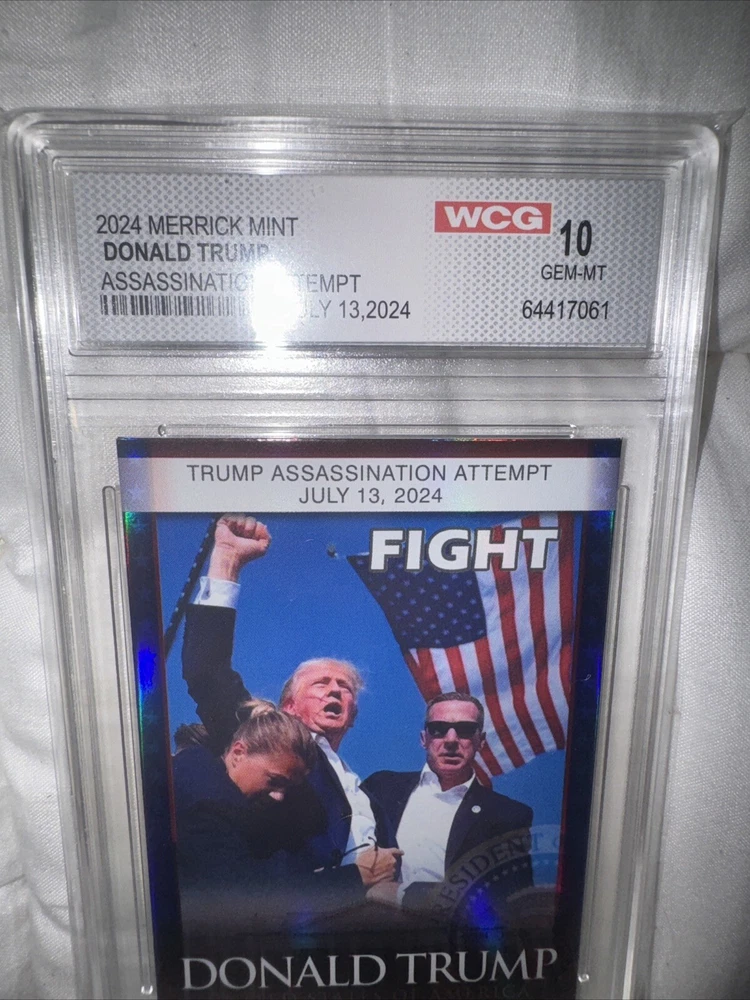 2024 MERRICK MINT
WCG
DONALD TRUMP
10
GEM-MT
JULY 13,2024
64417061
TRUMP ASSASSINATION ATTEMPT
JULY 13, 2024
FIGHT
DONALD TRUMP